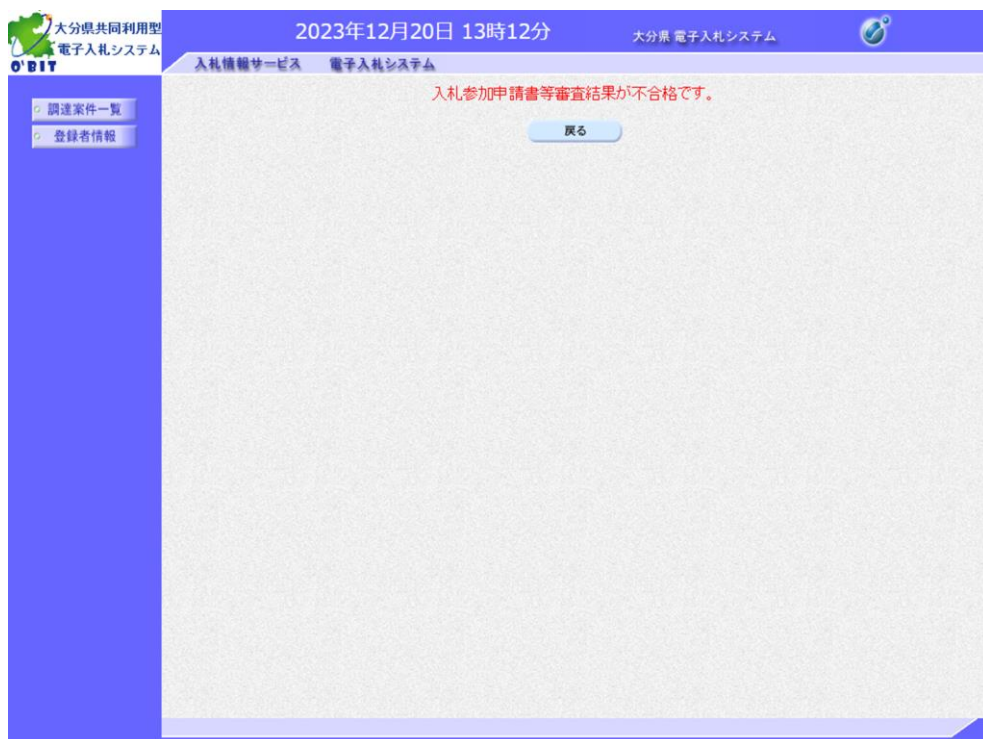 大分県共同利用型
電子入札システム
O'BIT
2023年12月20日 13時12分
大分県 電子入札システム
入札情報サービス 電子入札システム
調達案件一覧
登録者情報
入札参加申請書等審査結果が不合格です。
戻る